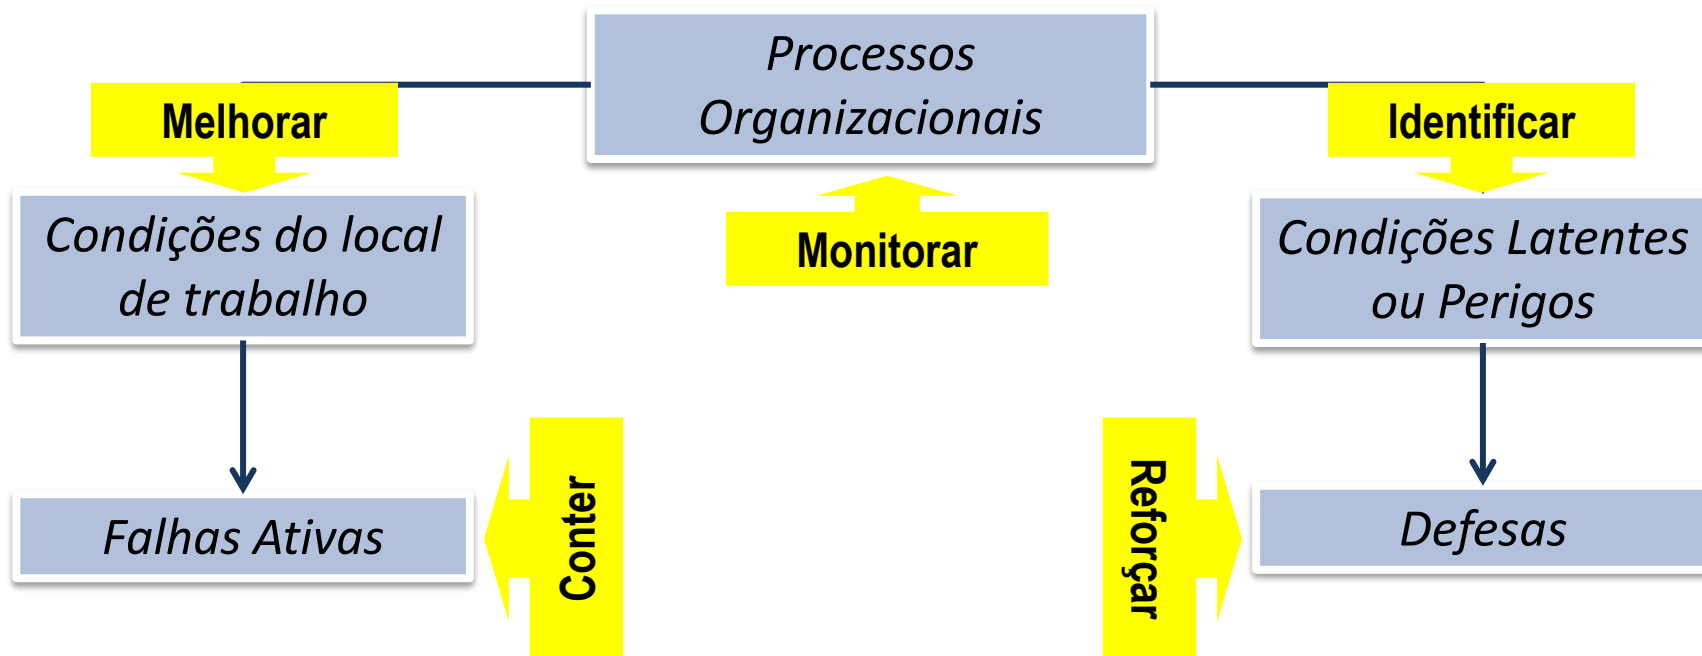 Processos
Organizacionais
Melhorar
Identificar
Condições do local
de trabalho
Monitorar
Condições Latentes
ou Perigos
Conter
Reforçar
Falhas Ativas
Defesas